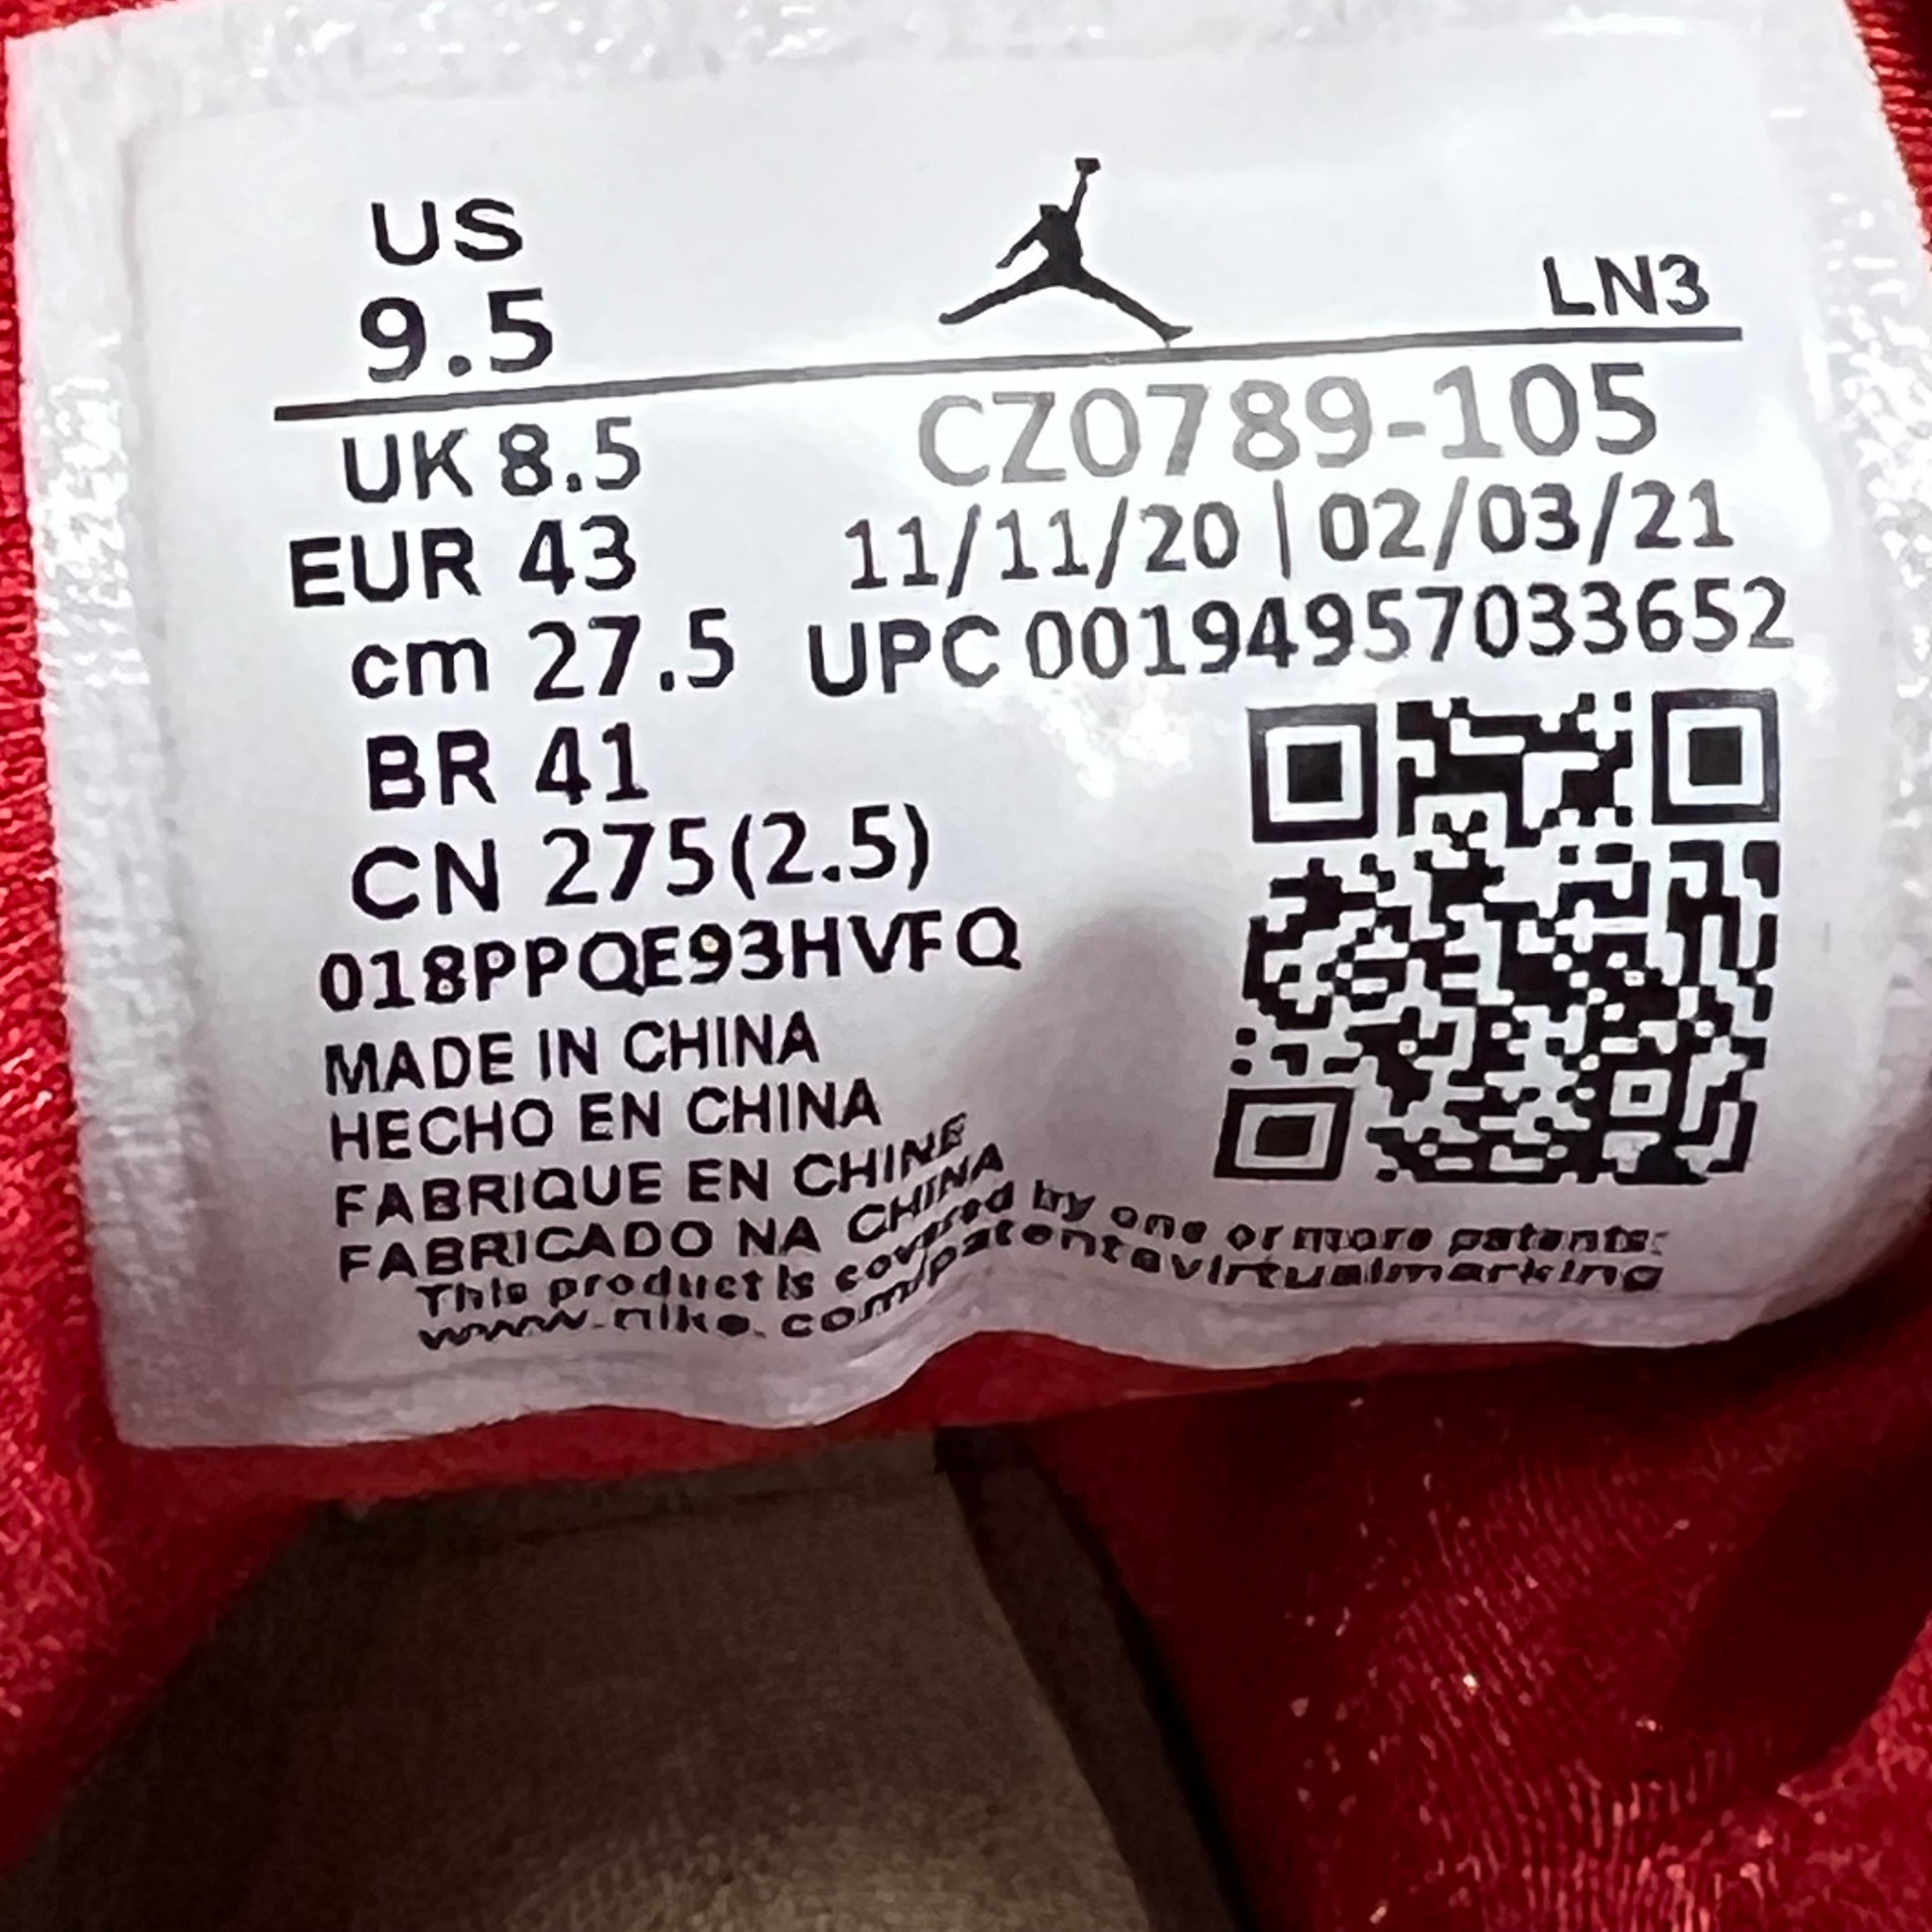 US
9.5
LN3
UK 8.5
CZ0789-105
EUR 43
11/11/20 | 02/03/21
cm 27.5
UPC 00194957033652
BR 41
CN 275(2.5)
018PPQE93HVFQ
MADE IN CHINA
HECHO EN CHINA
FABRIQUE EN CHINE
FABRICADO NA CHINA
This product is covered by one or more patents:
www.nike.com/patentsvirtualmarking